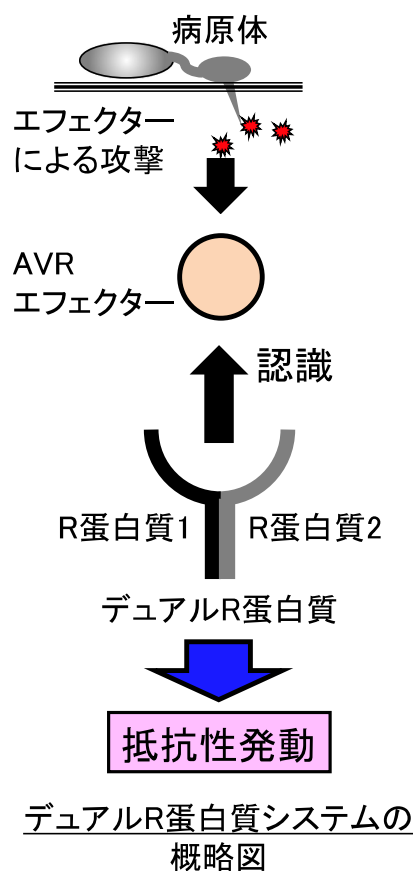 病原体
エフェクター
による攻撃
AVR
エフェクター
認識
R蛋白質1
R蛋白質2
デュアルR蛋白質
抵抗性発動
デュアルR蛋白質システムの
概略図